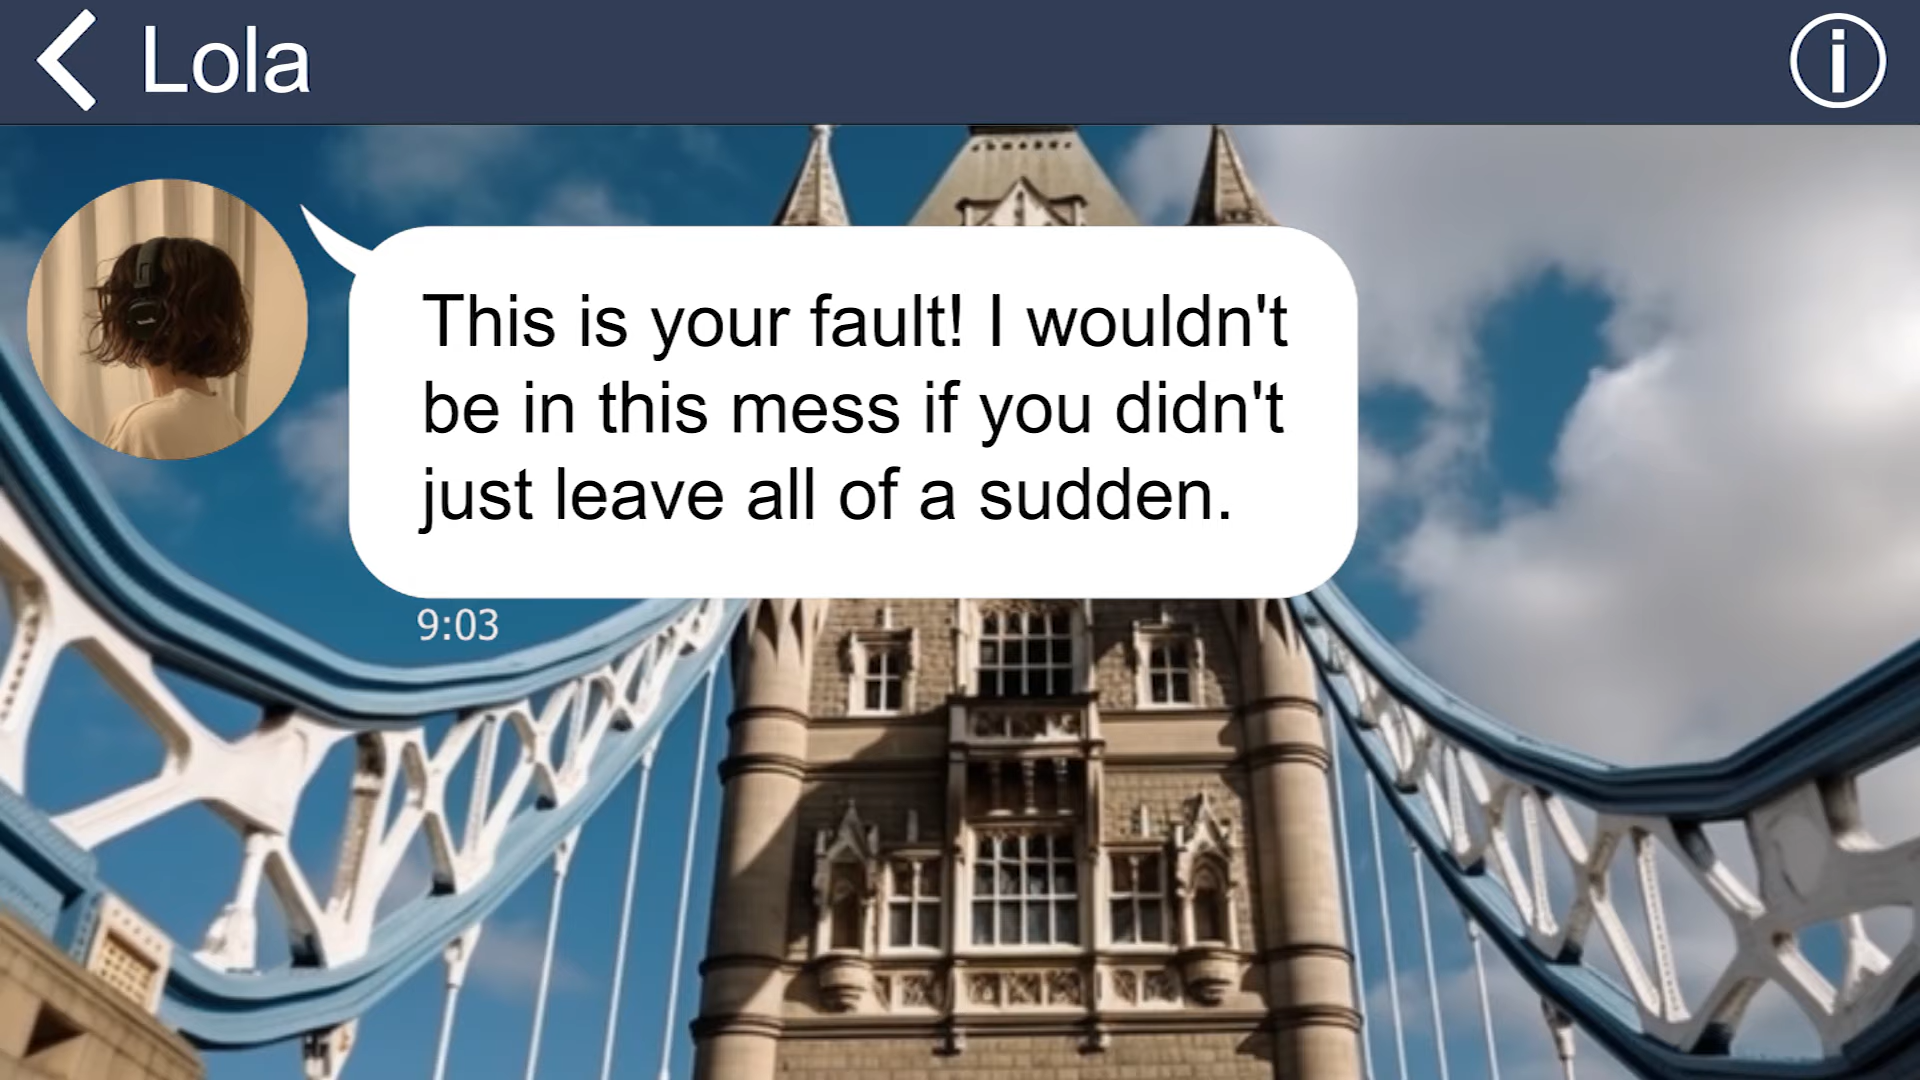 Lola
This is your fault! I wouldn't
be in this mess if you didn't
just leave all of a sudden.
9:03